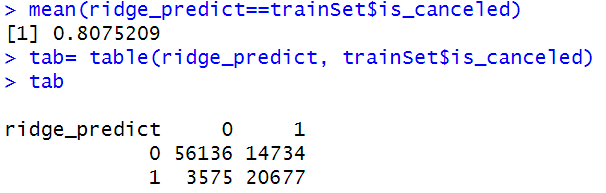 > mean(ridge_predict==trainSet$is_canceled)
[1] 0.8075209
> tab= table(ridge_predict, trainSet$is_canceled)
> tab
ridge_predict     0     1
            0 56136 14734
            1  3575 20677